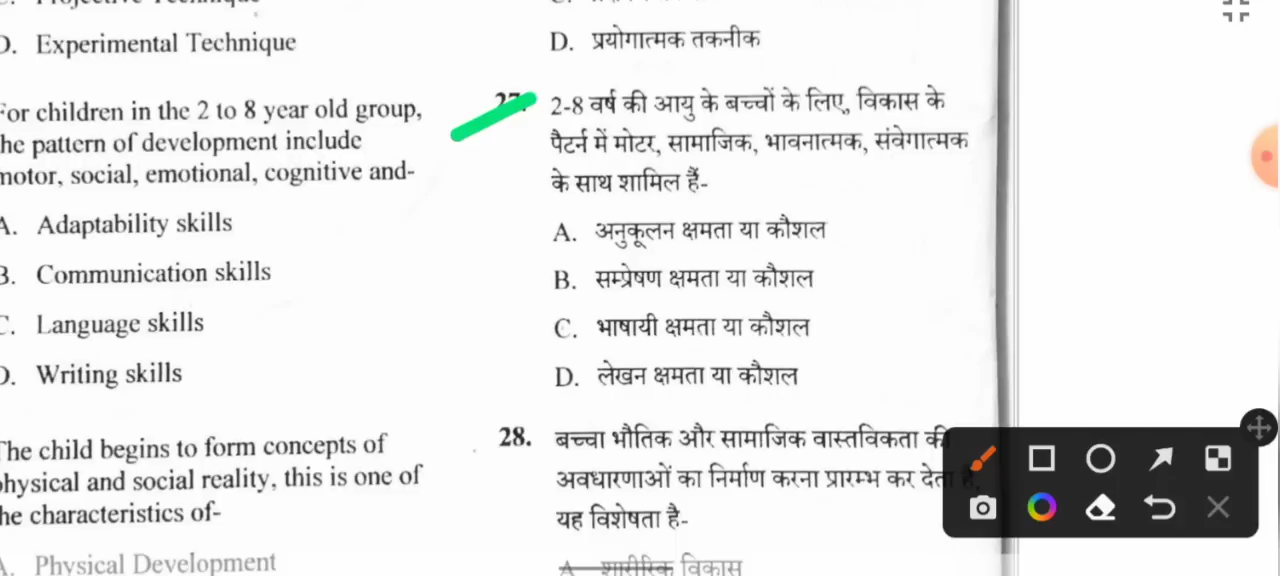 D. Experimental Technique
For children in the 2 to 8 year old group,
the pattern of development include
motor, social, emotional, cognitive and-
A. Adaptability skills
B. Communication skills
C. Language skills
D. Writing skills
The child begins to form concepts of
physical and social reality, this is one of
the characteristics of-
A. Physical Development
D. प्रयोगात्मक तकनीक
27. 2-8 वर्ष की आयु के बच्चों के लिए, विकास के
पैटर्न में मोटर, सामाजिक, भावनात्मक, संवेगात्मक
के साथ शामिल हैं-
A. अनुकूलन क्षमता या कौशल
B. सम्प्रेषण क्षमता या कौशल
C. भाषायी क्षमता या कौशल
D. लेखन क्षमता या कौशल
28. बच्चा भौतिक और सामाजिक वास्तविकता की
अवधारणाओं का निर्माण करना प्रारम्भ कर देता है,
यह विशेषता है-
A शारीरिक विकास